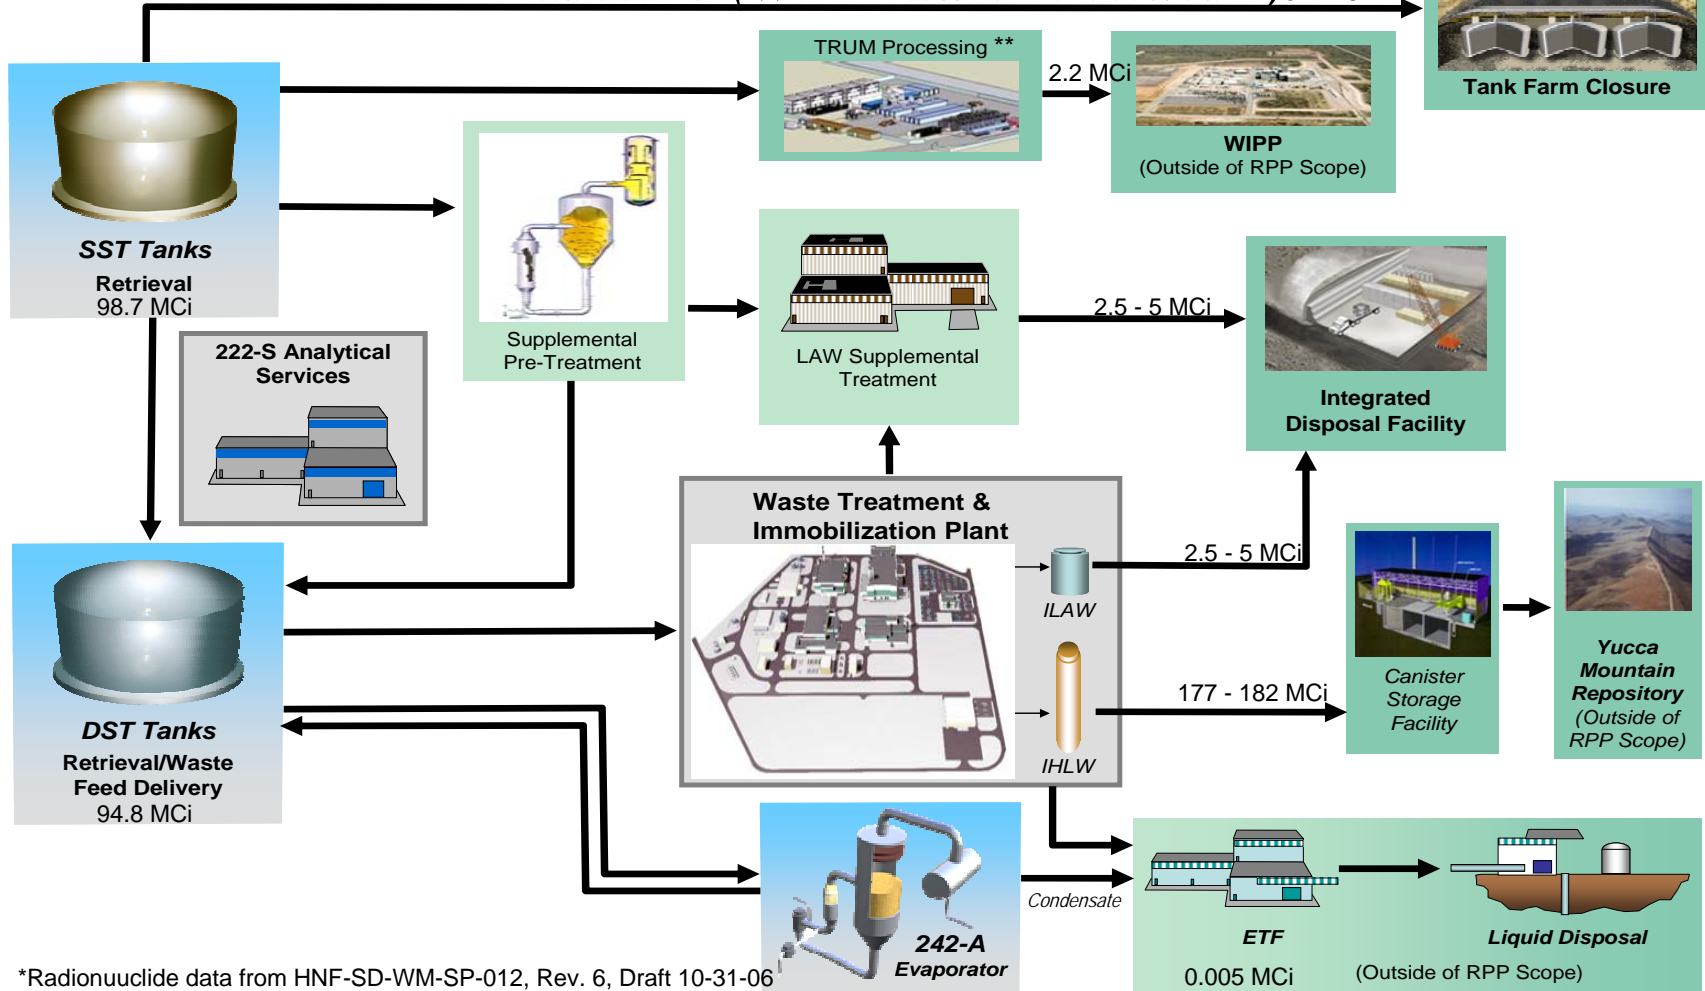 TRUM Processing **
2.2 MCi
Tank Farm Closure
WIPP
(Outside of RPP Scope)
SST Tanks
Retrieval
98.7 MCi
Supplemental
Pre-Treatment
LAW Supplemental
Treatment
2.5 - 5 MCi
Integrated
Disposal Facility
222-S Analytical
Services
Waste Treatment &
Immobilization Plant
ILAW
2.5 - 5 MCi
IHLW
177 - 182 MCi
Canister
Storage
Facility
Yucca
Mountain
Repository
(Outside of
RPP Scope)
DST Tanks
Retrieval/Waste
Feed Delivery
94.8 MCi
242-A
Evaporator
Condensate
ETF
0.005 MCi
Liquid Disposal
(Outside of RPP Scope)
*Radionuuclide data from HNF-SD-WM-SP-012, Rev. 6, Draft 10-31-06